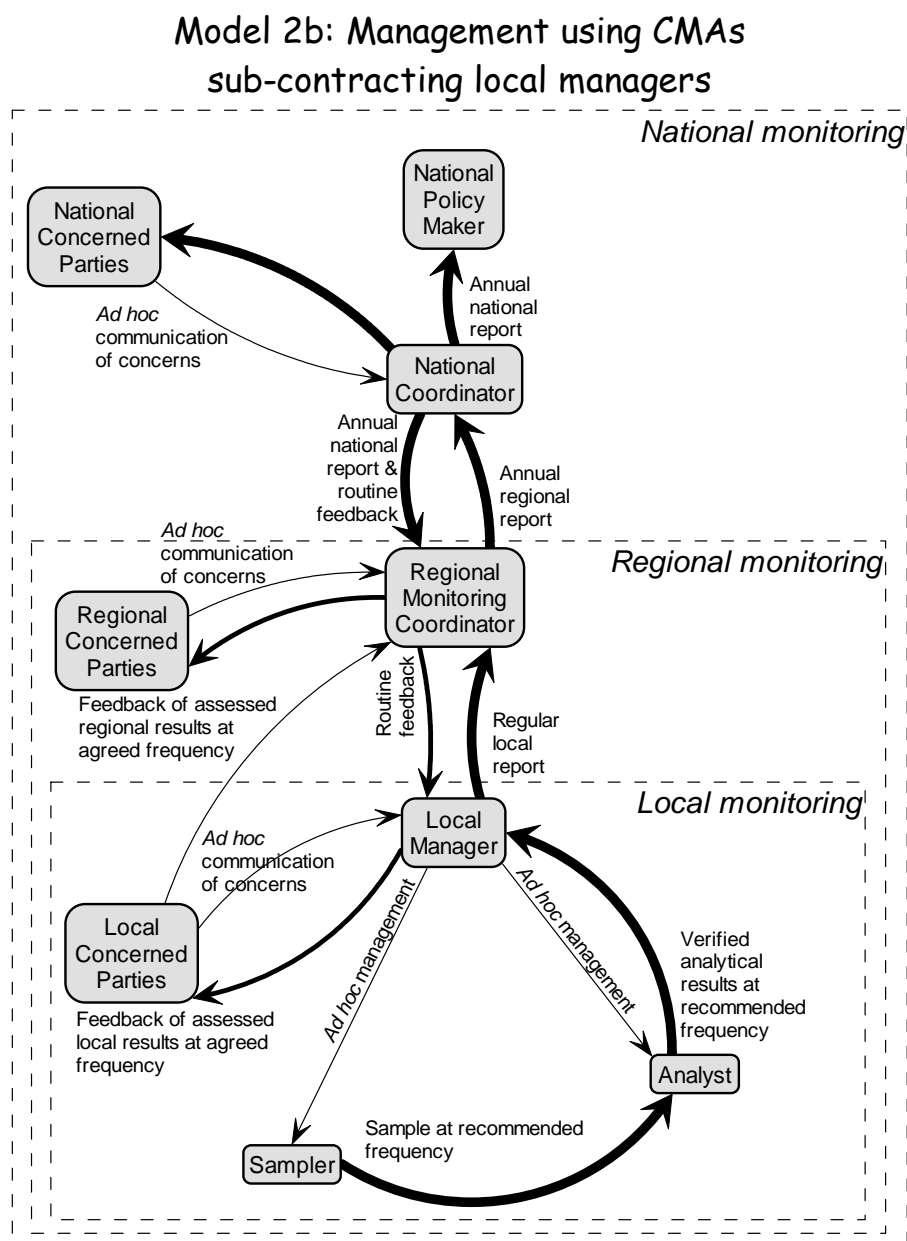 Model 2b: Management using CMAs
sub-contracting local managers
National monitoring
National
Policy
Maker
National
Concerned
Parties
Annual
national
report
Ad hoc
communication
of concerns
National
Coordinator
Annual
national
report &
routine
feedback
Annual
regional
report
Ad hoc
communication
of concerns
Regional monitoring
Regional
Monitoring
Coordinator
Regional
Concerned
Parties
Feedback of assessed
regional results at
agreed frequency
Routine
feedback
Regular
local
report
Local monitoring
Local
Manager
Ad hoc
communication
of concerns
Ad hoc management
Ad hoc management
Local
Concerned
Parties
Feedback of assessed
local results at agreed
frequency
Verified
analytical
results at
recommended
frequency
Analyst
Sample at recommended
frequency
Sampler